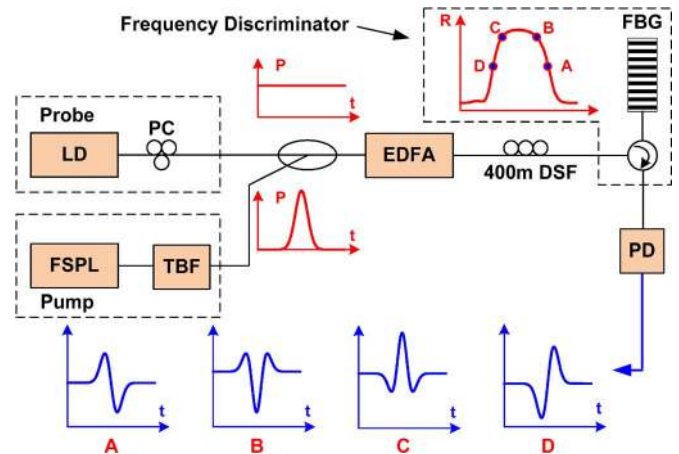 Frequency Discriminator
FBG
R
C
B
D
A
t
P
t
Probe
PC
LD
EDFA
400m DSF
P
t
FSPL
TBF
PD
Pump
t
t
t
t
A
B
C
D